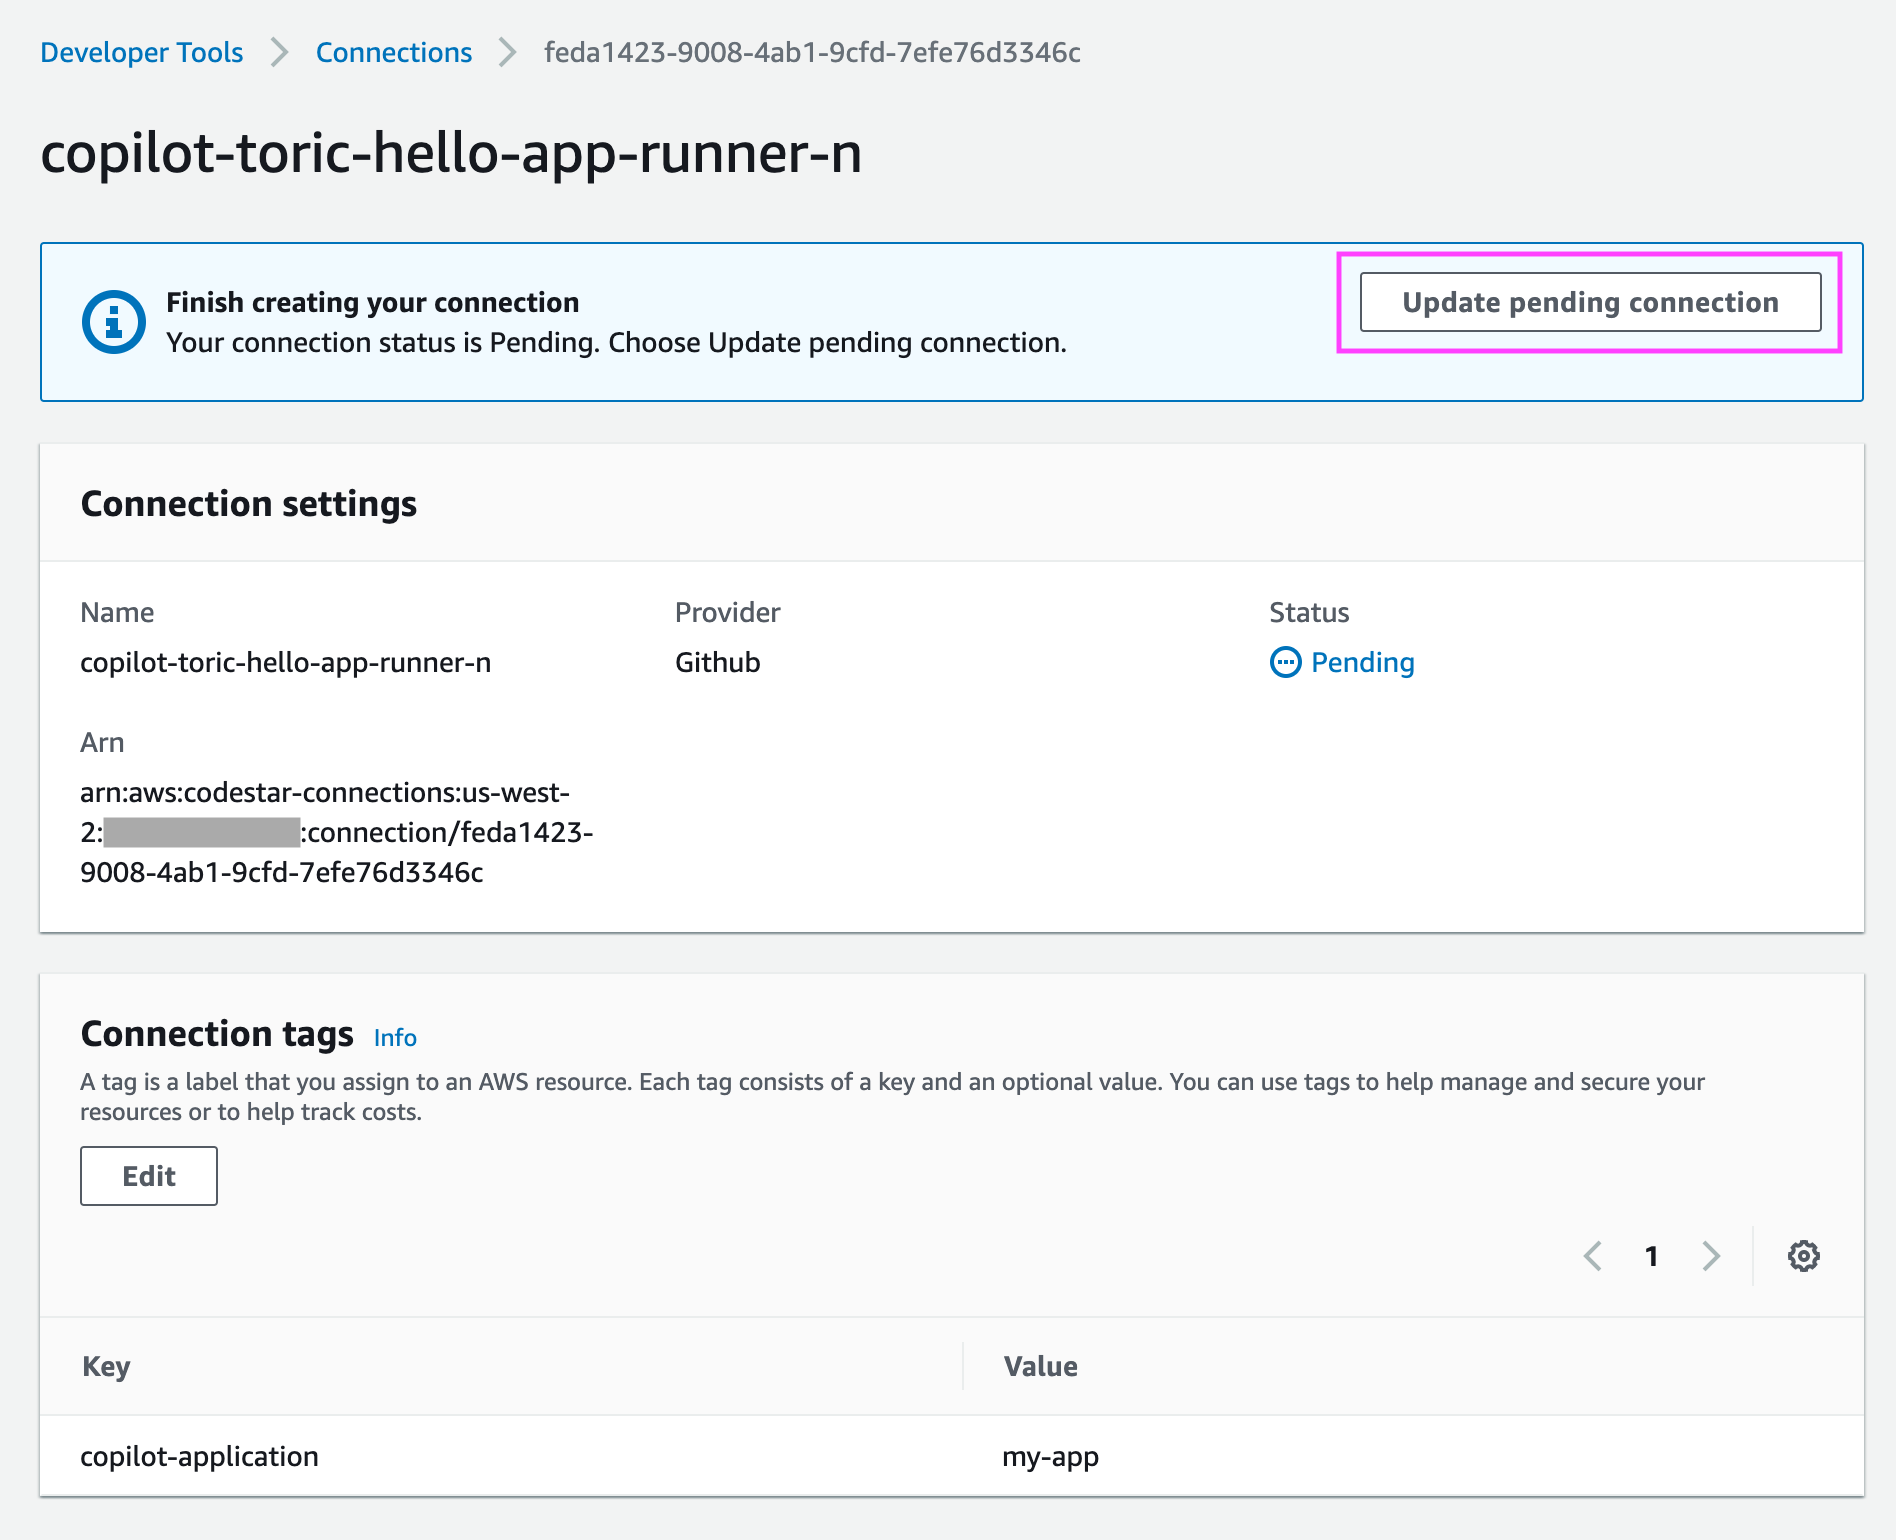 Developer Tools > Connections > feda1423-9008-4ab1-9cfd-7efe76d3346c
copilot-toric-hello-app-runner-n
Finish creating your connection
Your connection status is Pending. Choose Update pending connection.
Update pending connection
Connection settings
Name
copilot-toric-hello-app-runner-n
Provider
Github
Status
Pending
Arn
arn:aws:codestar-connections:us-west-
2: :connection/feda1423-
9008-4ab1-9cfd-7efe76d3346c
Connection tags Info
A tag is a label that you assign to an AWS resource. Each tag consists of a key and an optional value. You can use tags to help manage and secure your
resources or to help track costs.
Edit
1
Key Value
copilot-application my-app